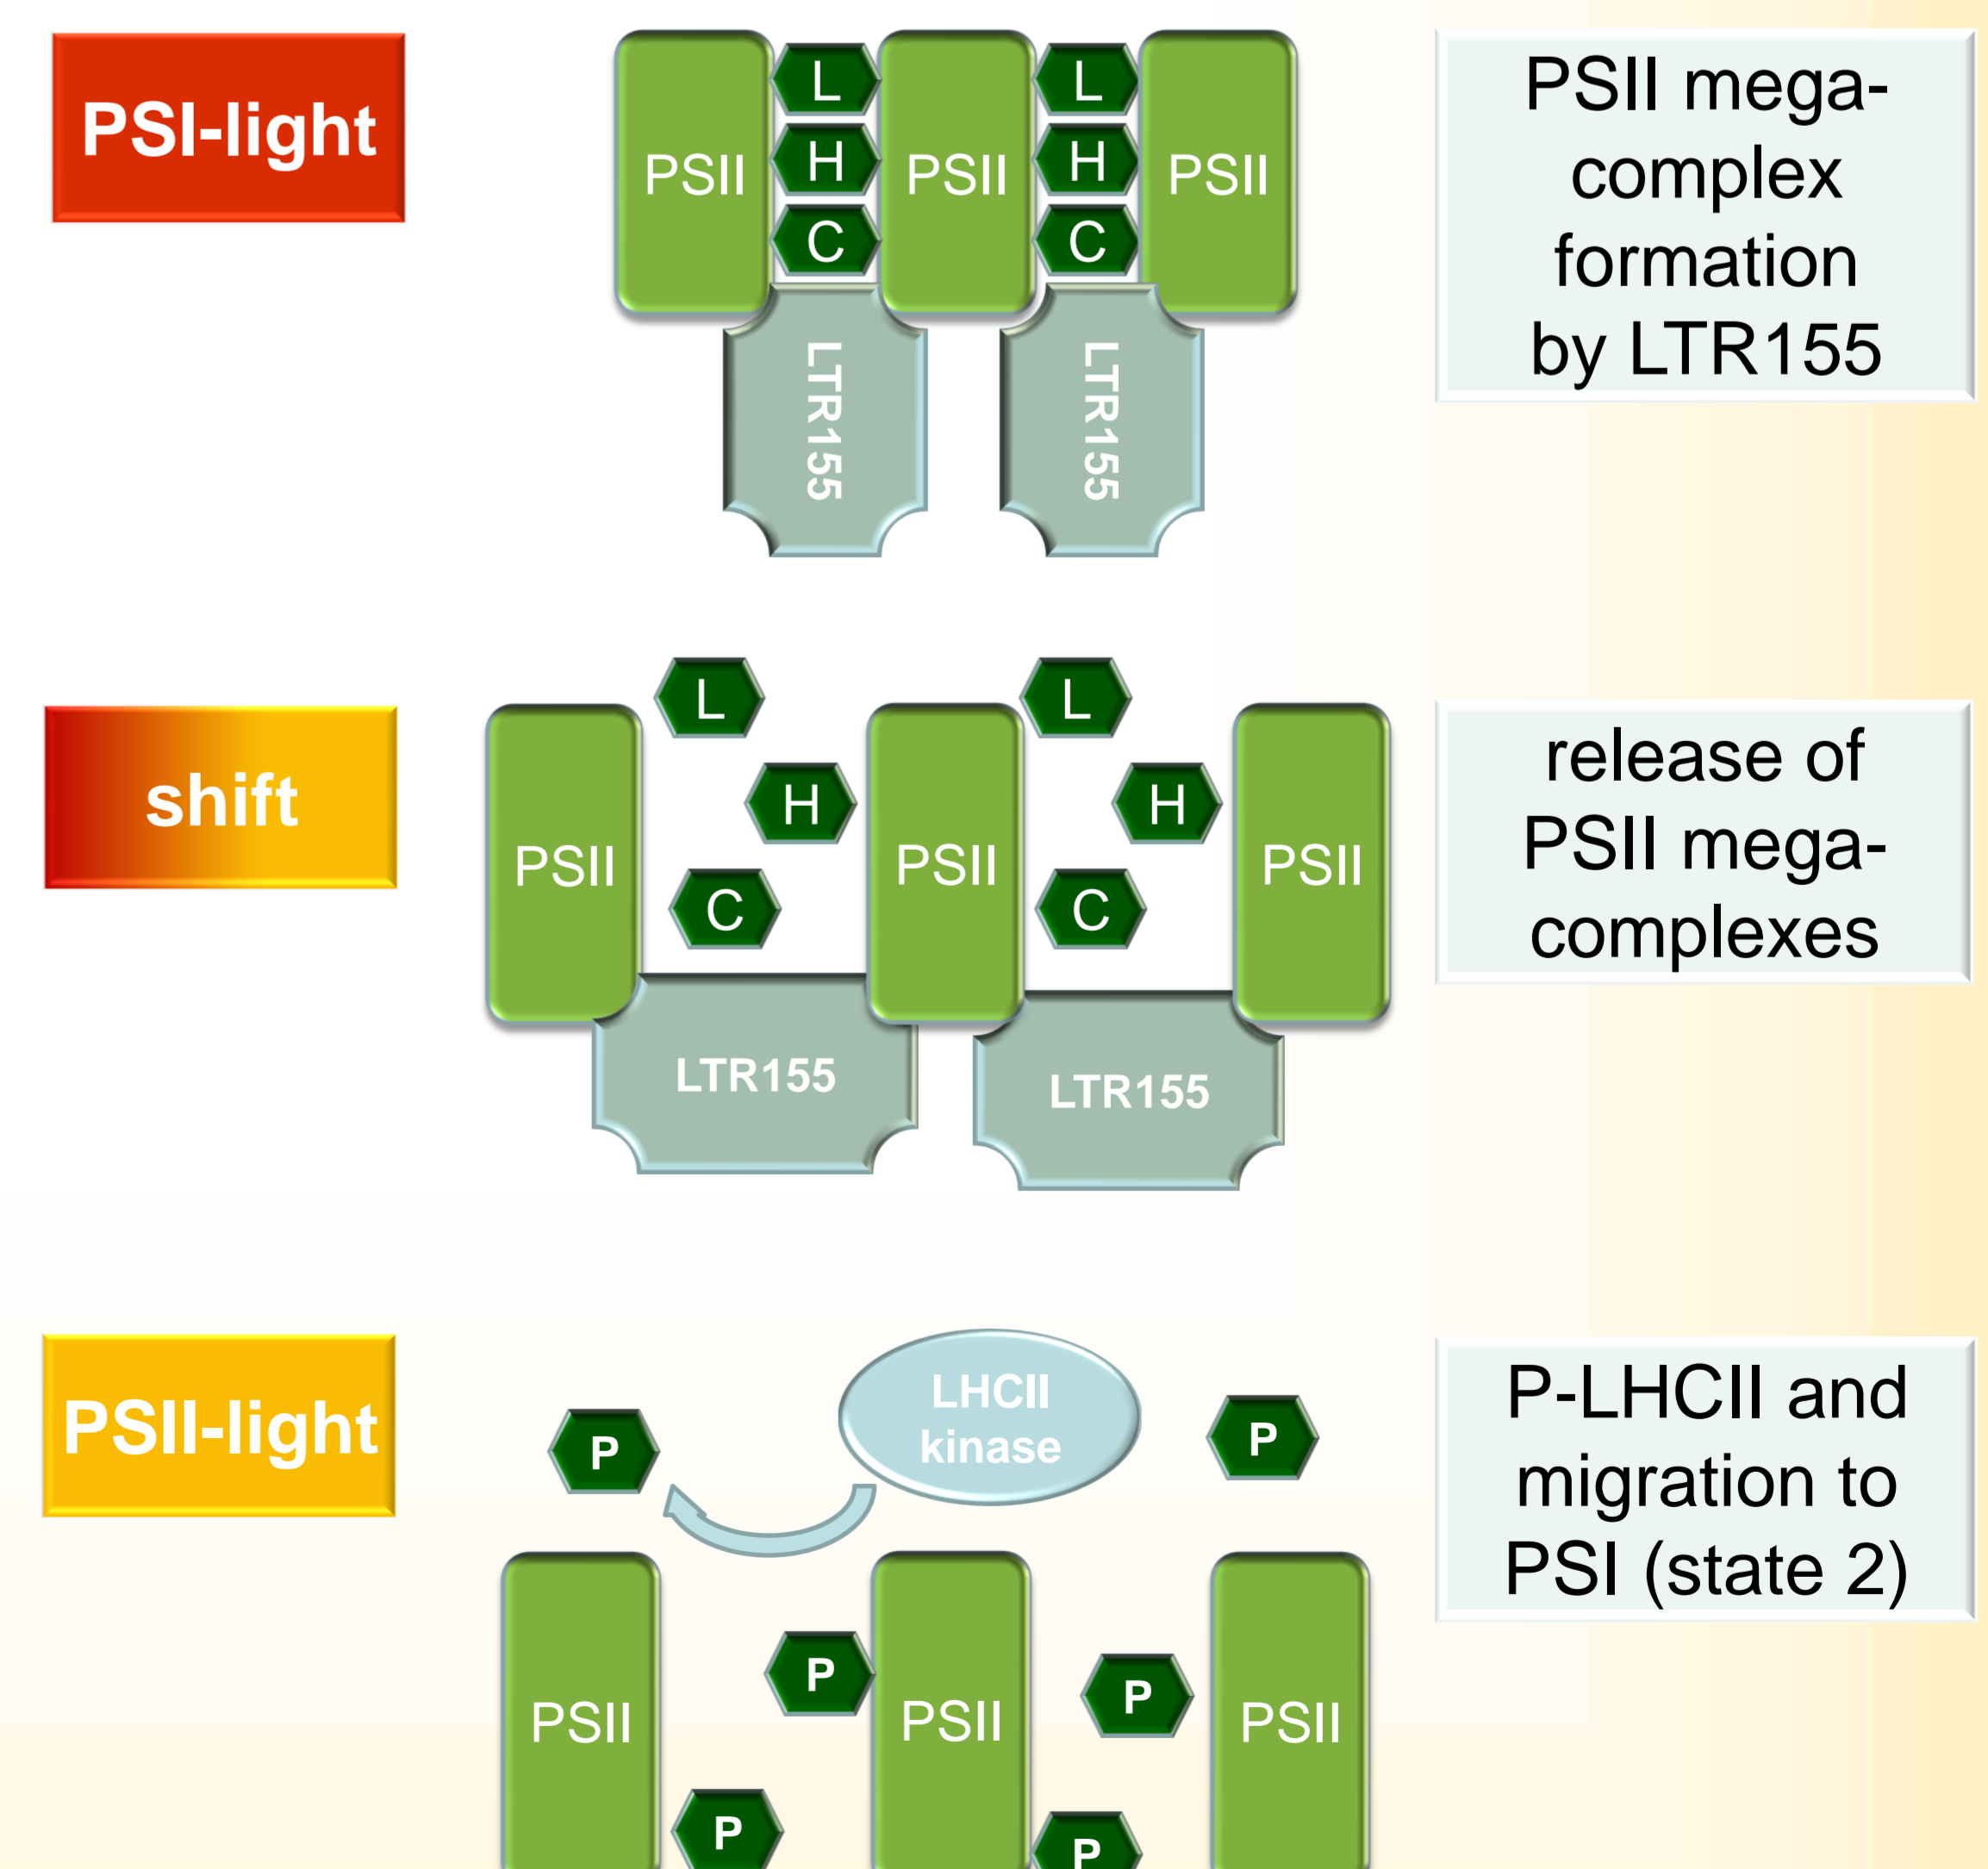 PSI-light
PSII
L
H
C
PSII
L
H
C
PSII
LTR155
LTR155
PSII mega-
complex
formation
by LTR155
shift
PSII
L
H
C
PSII
L
H
C
PSII
LTR155
LTR155
release of
PSII mega-
complexes
PSII-light
LHCII
kinase
P
P
PSII
P
PSII
P
PSII
P
P
P-LHCII and
migration to
PSI (state 2)